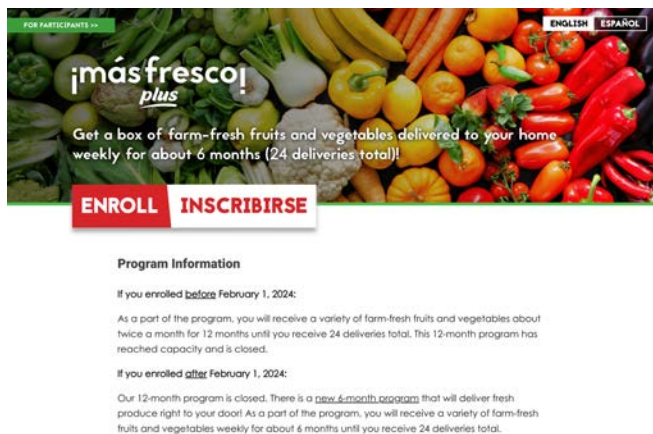 FOR PARTICIPANTS >>
ENGLISH ESPAÑOL
¡más fresco!
plus
Get a box of farm-fresh fruits and vegetables delivered to your home
weekly for about 6 months (24 deliveries total)!
ENROLL INSCRIBIRSE
Program Information
If you enrolled before February 1, 2024:
As a part of the program, you will receive a variety of farm-fresh fruits and vegetables about
twice a month for 12 months until you receive 24 deliveries total. This 12-month program has
reached capacity and is closed.
If you enrolled after February 1, 2024:
Our 12-month program is closed. There is a new 6-month program that will deliver fresh
produce right to your door! As a part of the program, you will receive a variety of farm-fresh
fruits and vegetables weekly for about 6 months until you receive 24 deliveries total.